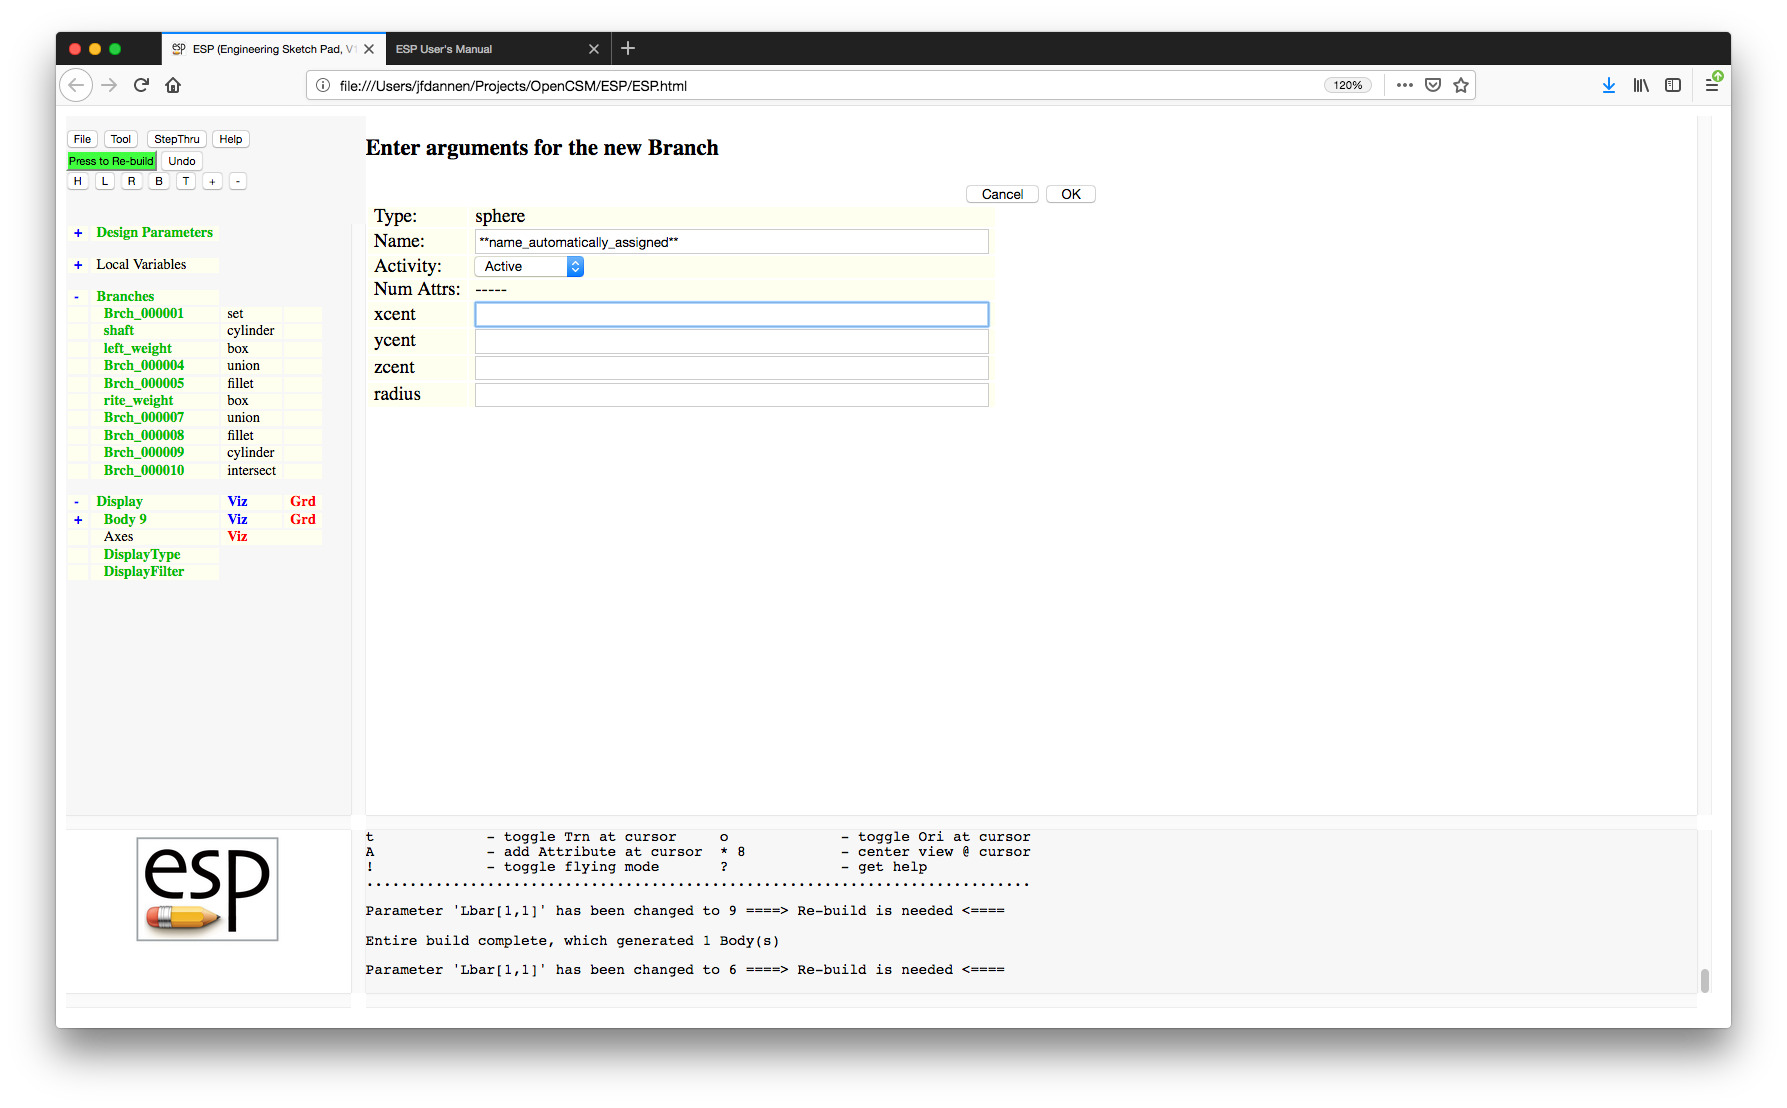 ESP (Engineering Sketch Pad, V1
ESP User's Manual
file:///Users/jfdannen/Projects/OpenCSM/ESP/ESP.html
120%
File Tool StepThru Help
Press to Re-build Undo
H L R B T + -
+ Design Parameters
+ Local Variables
- Branches
Brch_000001 set
shaft cylinder
left_weight box
Brch_000004 union
Brch_000005 fillet
rite_weight box
Brch_000007 union
Brch_000008 fillet
Brch_000009 cylinder
Brch_000010 intersect
- Display Viz Grd
+ Body 9 Viz Grd
Axes Viz
DisplayType
DisplayFilter
Enter arguments for the new Branch
Cancel OK
Type: sphere
Name: **name_automatically_assigned**
Activity: Active
Num Attrs: -----
xcent
ycent
zcent
radius
esp
t - toggle Trn at cursor o - toggle Ori at cursor
A - add Attribute at cursor * 8 - center view @ cursor
! - toggle flying mode ? - get help
.............................................................................
Parameter 'Lbar[1,1]' has been changed to 9 ====> Re-build is needed <====
Entire build complete, which generated 1 Body(s)
Parameter 'Lbar[1,1]' has been changed to 6 ====> Re-build is needed <====